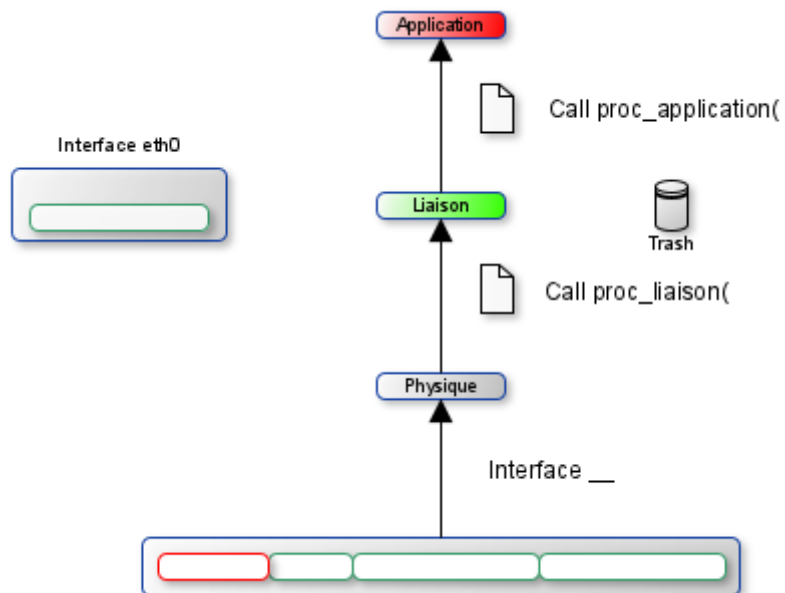 Application
Call proc_application(
Interface eth0
Liaison
Trash
Call proc_liaison(
Physique
Interface __